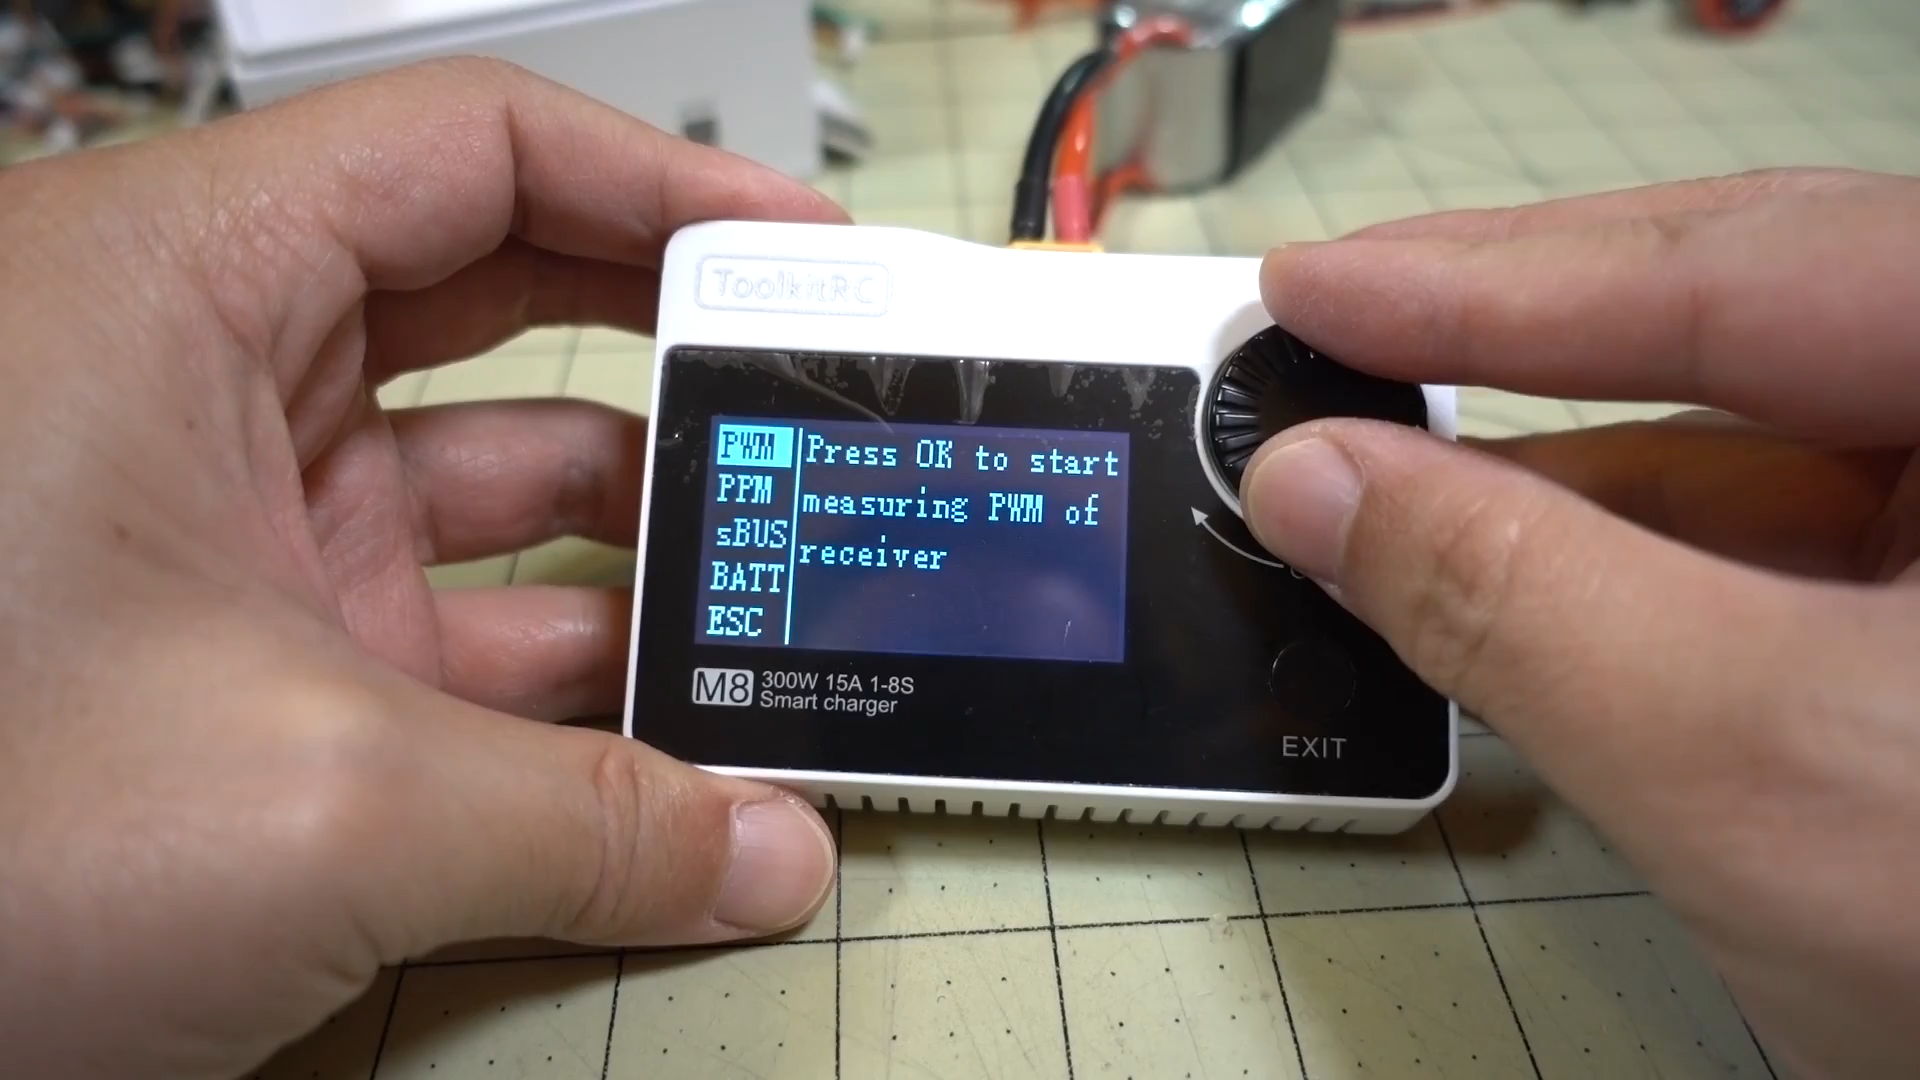 ToolkitRC
PWM
PPM
sBUS
BATT
ESC
Press OK to start
measuring PWM of
receiver
M8
300W 15A 1-8S
Smart charger
EXIT